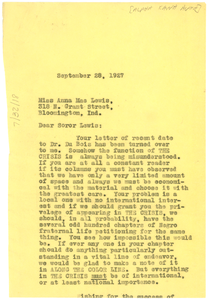 September 28, 1927
Miss Anna Mae Lewis,
318 N. Grant Street,
Bloomington, Ind.
Dear Soror Lewis:
Your letter of recent date
to Dr. Du Bois has been turned over
to me. Somehow the function of THE
CRISIS is always being misunderstood.
If you are at all a constant reader
of its columns you must have observed
that we have only a very limited amount
of space and always we must be economi-
cal with the material and choose it with
the greatest care. Your problem is a
local one with no international inter-
est and if we should grant you the priv-
elage of appearing in THE CRISIS, we
should, in all probability, have the
several odd hundred chapters of Negro
fraternal life petitioning for the same
thing. You see how impossible this would
be. If ever any one in your chapter
should do anything particularly out-
standing in a vital line of endeavor,
we would be glad to make a note of it
in ALONG THE COLOR LINE. But everything
in THE CRISIS must be of international,
or at least national importance.
Wishing for the success of